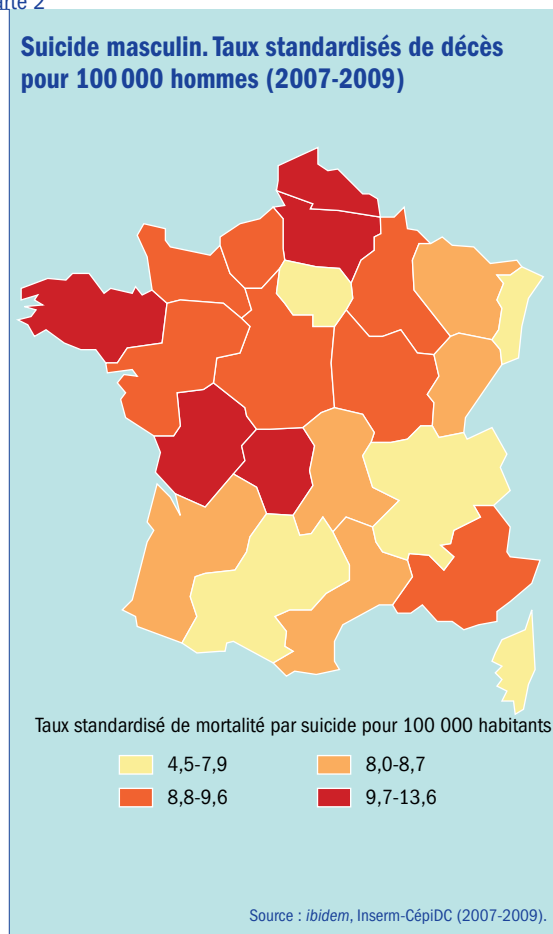 Suicide masculin. Taux standardisés de décès
pour 100 000 hommes (2007-2009)
Taux standardisé de mortalité par suicide pour 100 000 habitants
4,5-7,9
8,0-8,7
8,8-9,6
9,7-13,6
Source : ibidem, Inserm-CépiDC (2007-2009).